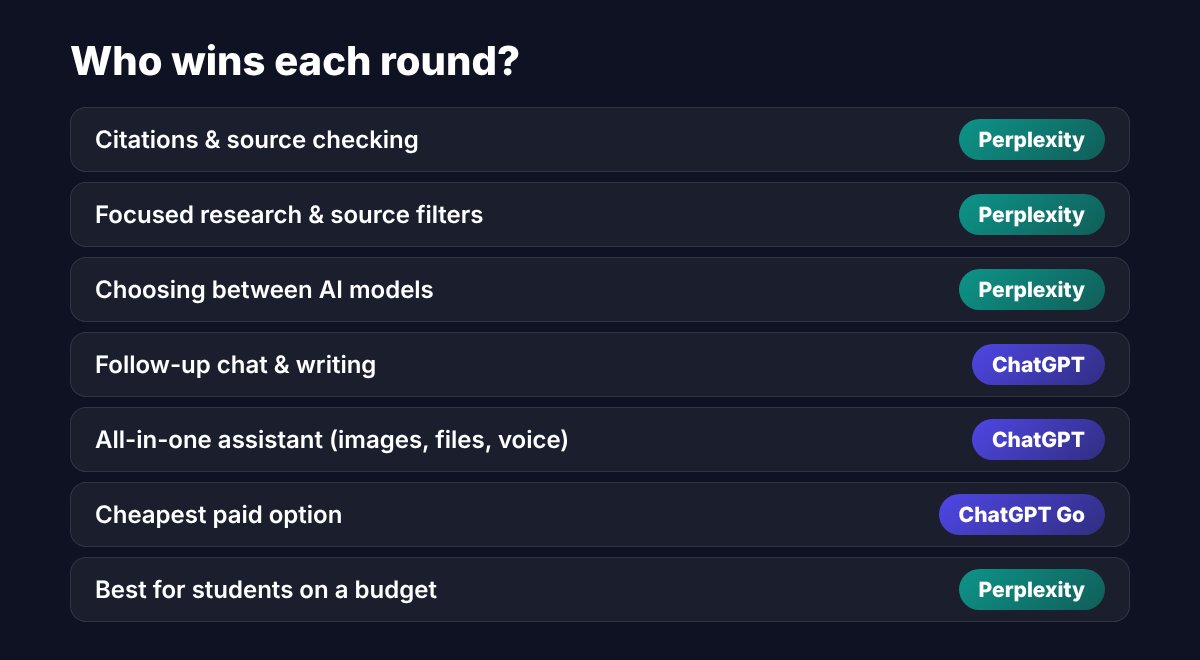 Who wins each round?
Citations & source checking Perplexity
Focused research & source filters Perplexity
Choosing between AI models Perplexity
Follow-up chat & writing ChatGPT
All-in-one assistant (images, files, voice) ChatGPT
Cheapest paid option ChatGPT Go
Best for students on a budget Perplexity